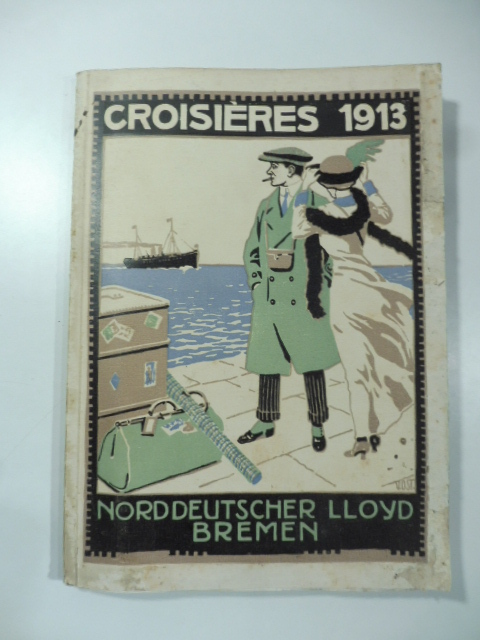 CROISIÈRES 1913
NORDDEUTSCHER LLOYD
BREMEN